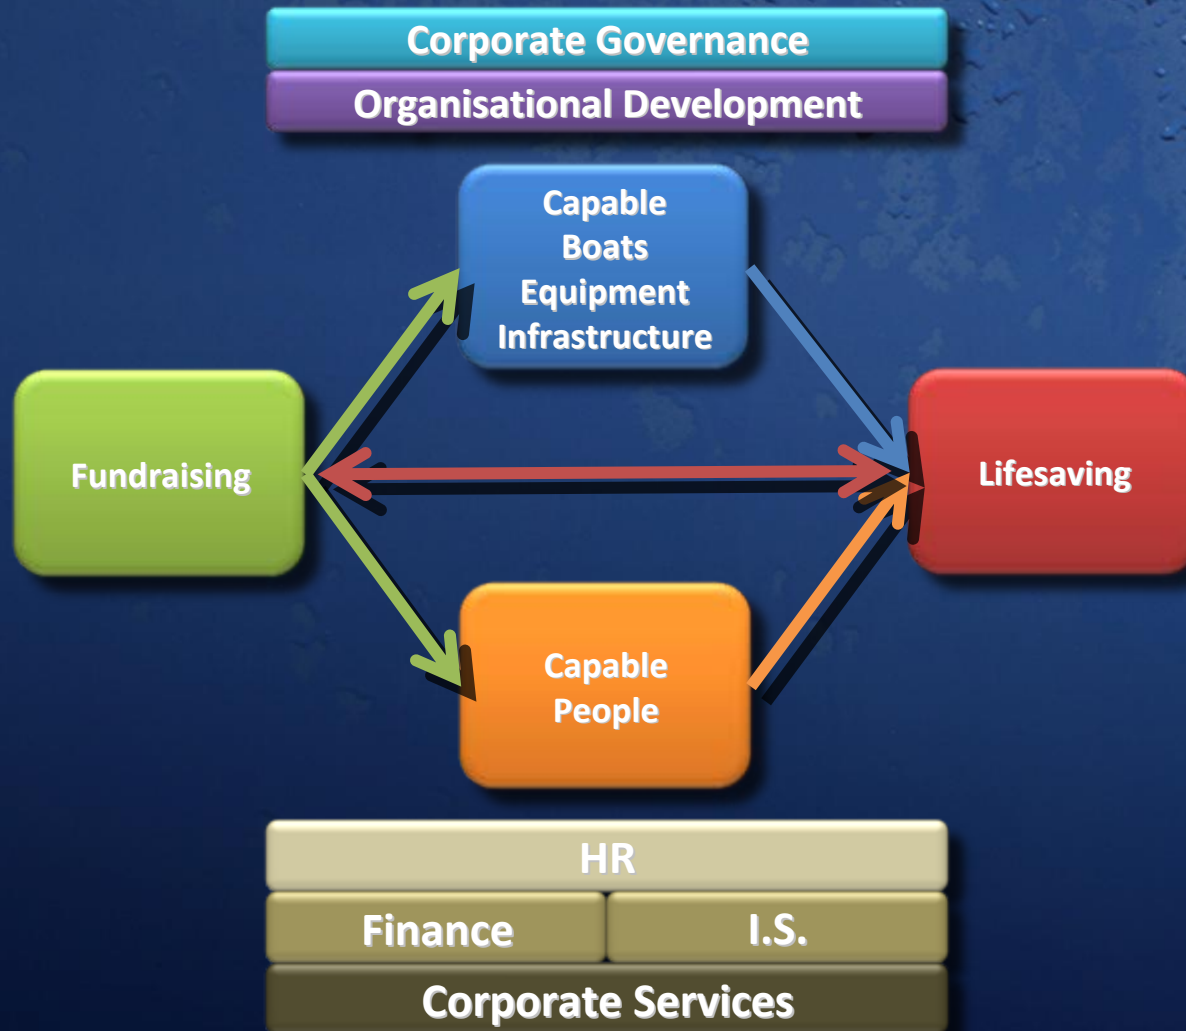 Corporate Governance
Organisational Development
Capable
Boats
Equipment
Infrastructure
Fundraising
Lifesaving
Capable
People
HR
Finance
I.S.
Corporate Services